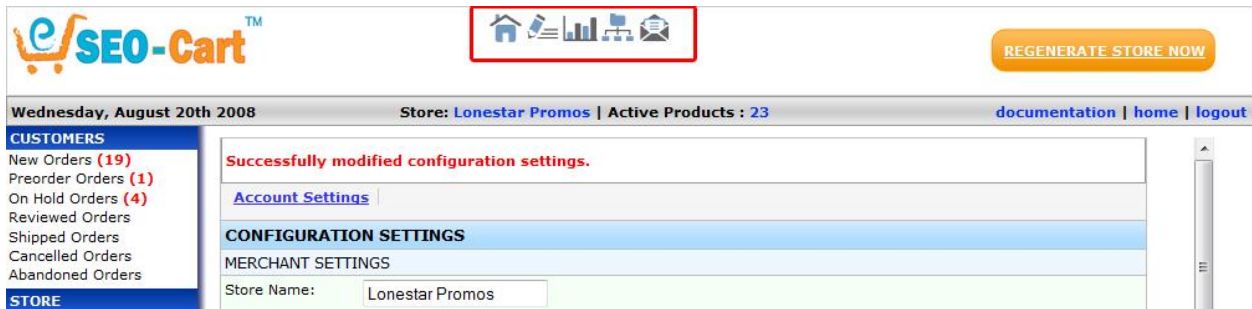 eSEO-Cart™
REGENERATE STORE NOW
Wednesday, August 20th 2008 Store: Lonestar Promos | Active Products : 23 documentation | home | logout
CUSTOMERS
New Orders (19)
Preorder Orders (1)
On Hold Orders (4)
Reviewed Orders
Shipped Orders
Cancelled Orders
Abandoned Orders
STORE
Successfully modified configuration settings.
Account Settings
CONFIGURATION SETTINGS
MERCHANT SETTINGS
Store Name: Lonestar Promos